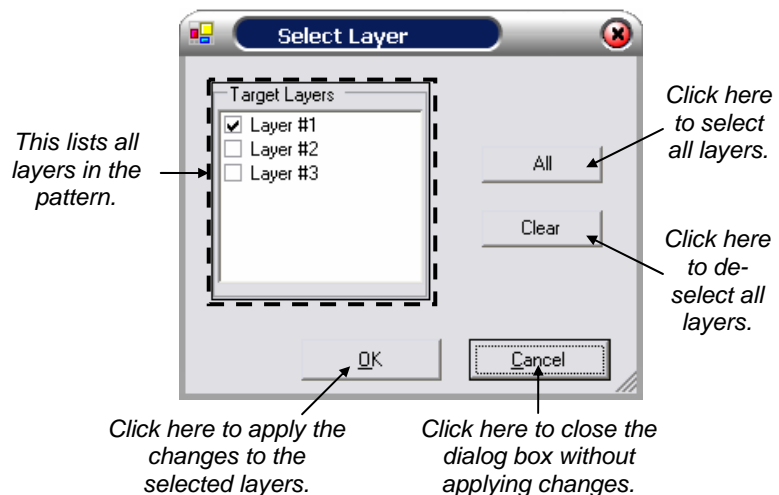 Select Layer
Target Layers
Layer #1
Layer #2
Layer #3
All
Clear
OK
Cancel
This lists all
layers in the
pattern.
Click here
to select
all layers.
Click here
to de-
select all
layers.
Click here to apply the
changes to the
selected layers.
Click here to close the
dialog box without
applying changes.